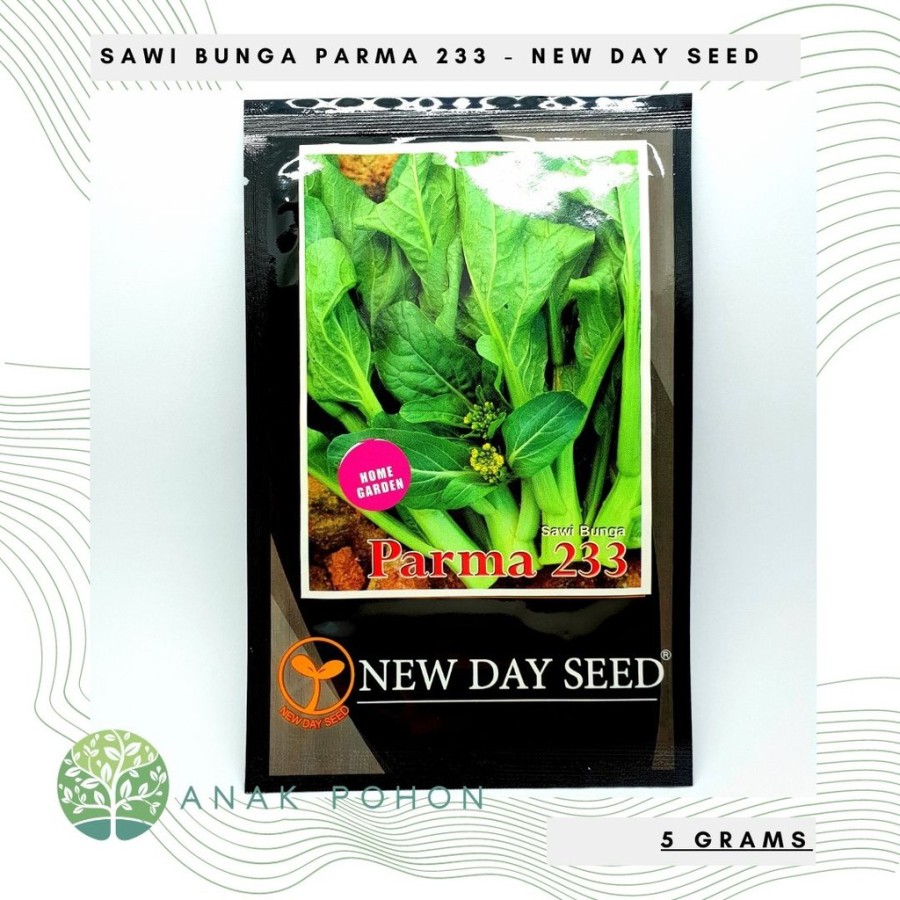 SAWI BUNGA PARMA 233 - NEW DAY SEED
HOME
GARDEN
Sawi Bunga
Parma 233
NEW DAY SEED®
NEW DAY SEED
ANAK POHON
5 GRAMS